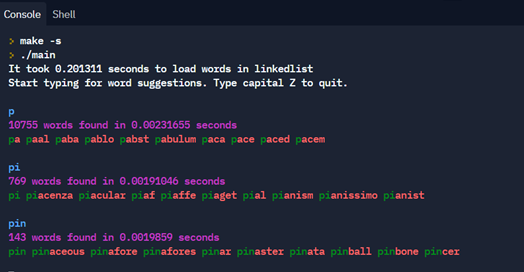 Console Shell
> make -s
> ./main
It took 0.201311 seconds to load words in linkedlist
Start typing for word suggestions. Type capital Z to quit.
p
10755 words found in 0.00231655 seconds
pa paal paba pablo pabst pabulum paca pace paced pacem
pi
769 words found in 0.00191046 seconds
pi piacenza piacular piaf piaffe piaget pial pianism pianissimo pianist
pin
143 words found in 0.0019859 seconds
pin pinaceous pinafore pinafores pinar pinaster pinata pinball pinbone pincer